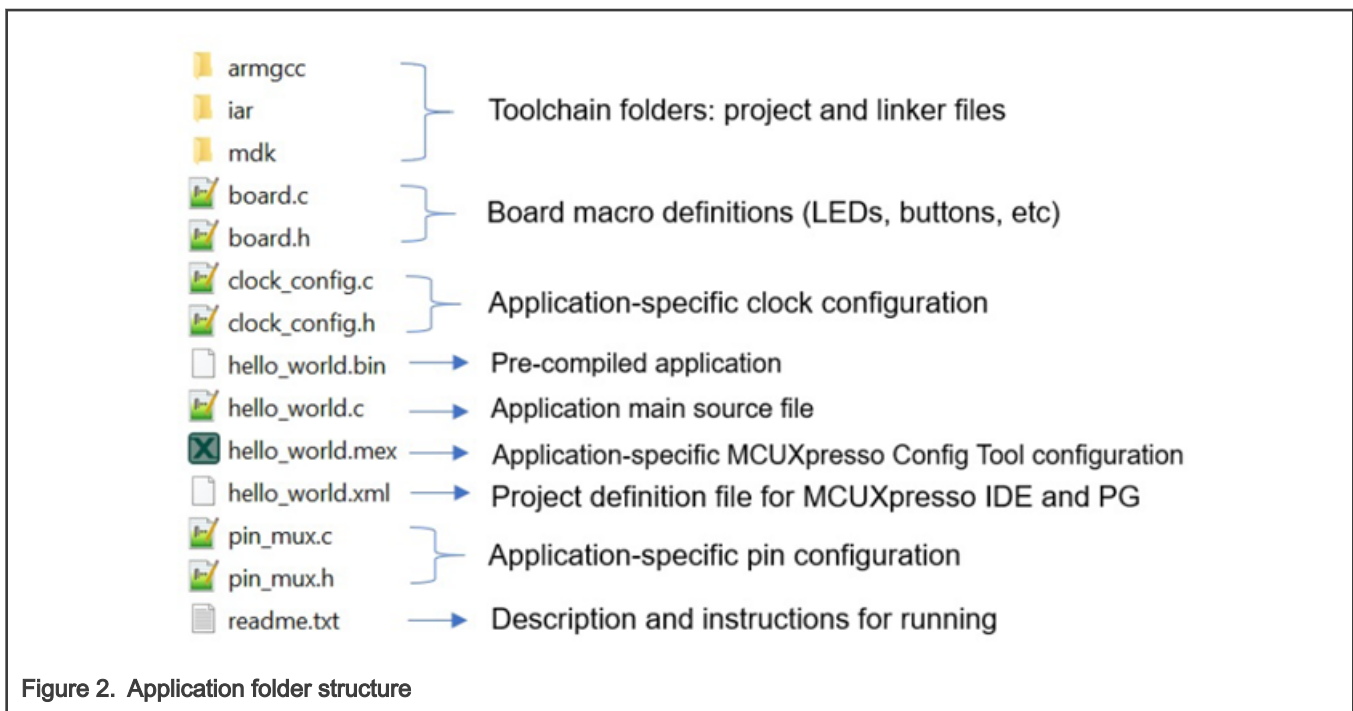 armgcc
iar
mdk
Toolchain folders: project and linker files
board.c
board.h
Board macro definitions (LEDs, buttons, etc)
clock_config.c
clock_config.h
Application-specific clock configuration
hello_world.bin
Pre-compiled application
hello_world.c
Application main source file
hello_world.mex
Application-specific MCUXpresso Config Tool configuration
hello_world.xml
Project definition file for MCUXpresso IDE and PG
pin_mux.c
pin_mux.h
Application-specific pin configuration
readme.txt
Description and instructions for running
Figure 2. Application folder structure